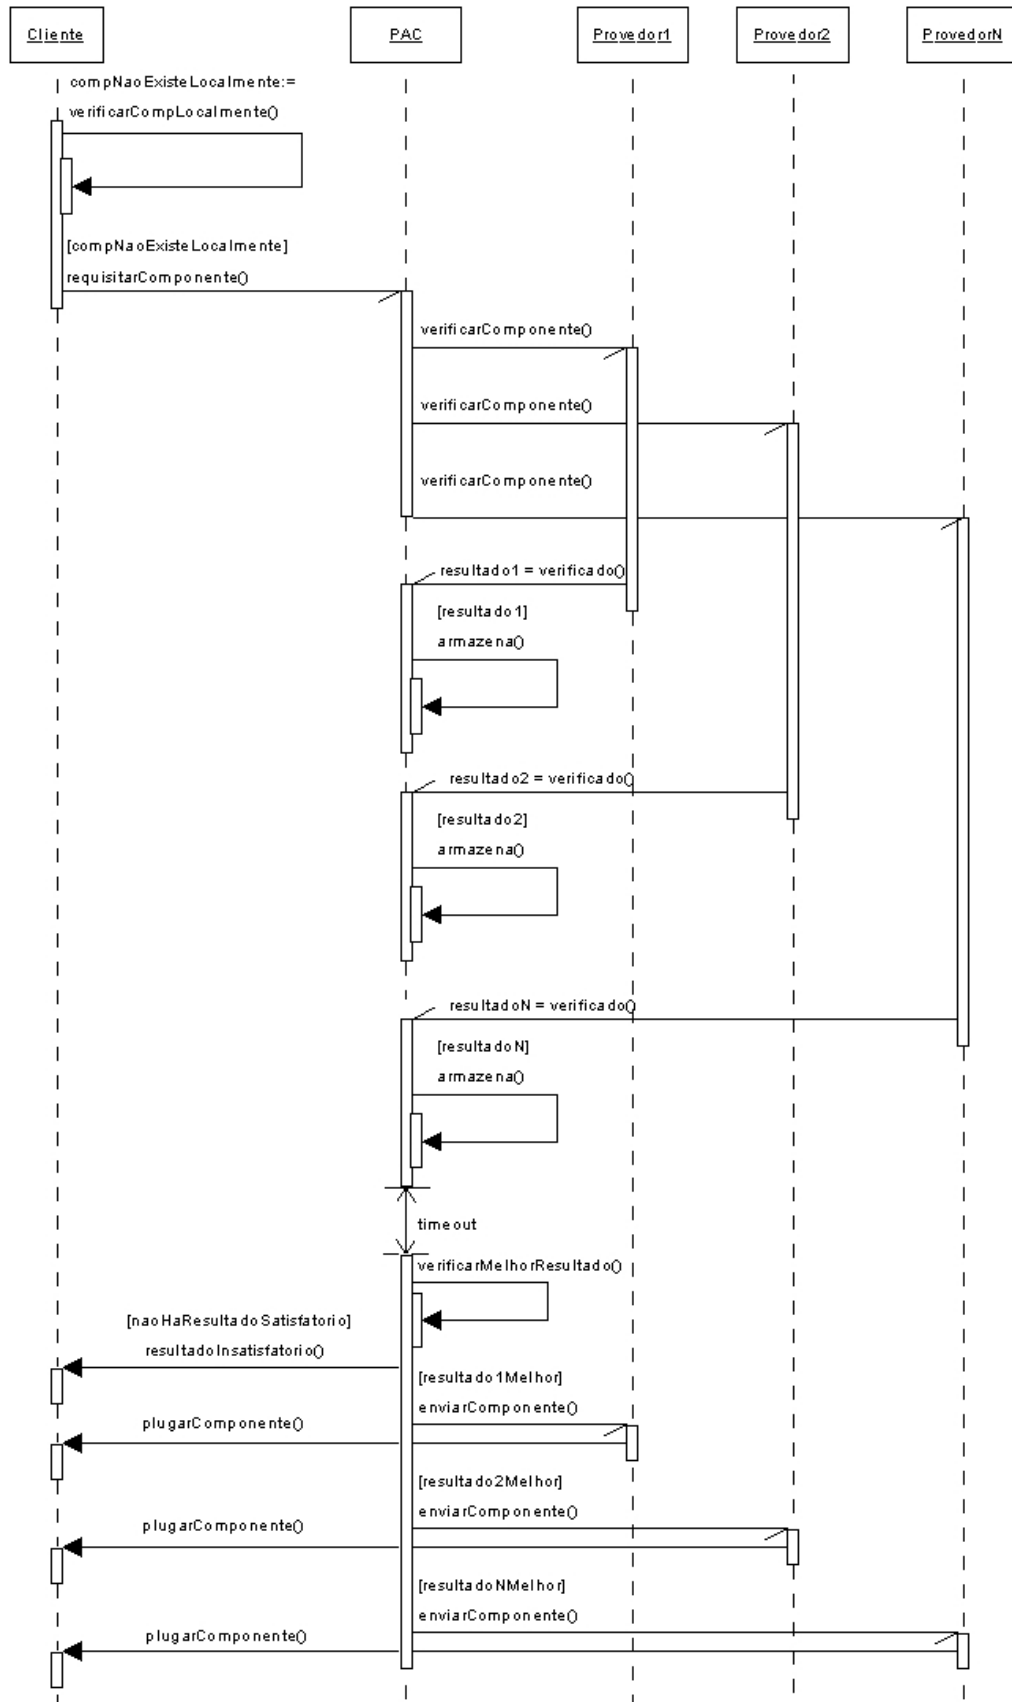 Cliente
PAC
Provedor1
Provedor2
ProvedorN
compNaoExisteLocalmente:=
verificarCompLocalmente()
[compNaoExisteLocalmente]
requisitarComponente()
verificarComponente()
verificarComponente()
verificarComponente()
resultado1 = verificado()
[resultado1]
armazena()
resultado2 = verificado()
[resultado2]
armazena()
resultadoN = verificado()
[resultadoN]
armazena()
timeout
verificarMelhorResultado()
[naoHaResultadoSatisfatorio]
resultadoInsatisfatorio()
[resultado1Melhor]
enviarComponente()
plugarComponente()
[resultado2Melhor]
enviarComponente()
plugarComponente()
[resultadoNMelhor]
enviarComponente()
plugarComponente()